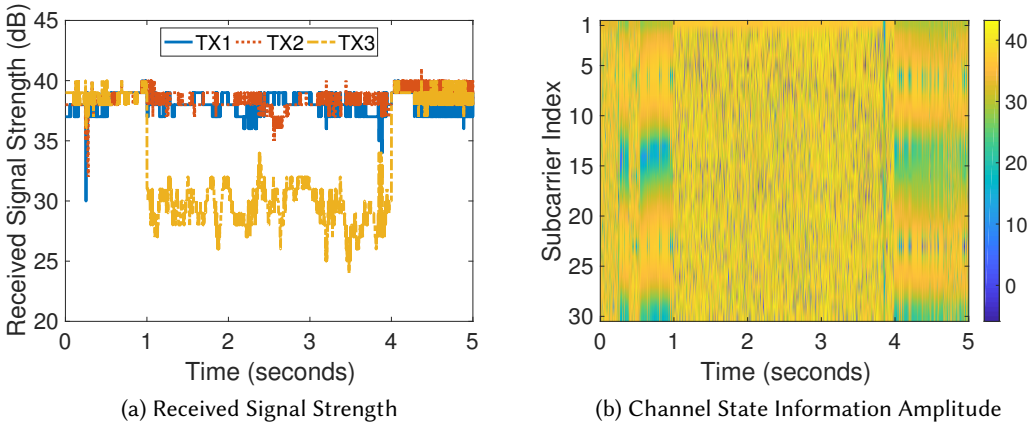 45
40
35
30
25
20
Received Signal Strength (dB)
TX1 TX2 TX3
0 1 2 3 4 5
Time (seconds)
(a) Received Signal Strength
1
5
10
15
20
25
30
Subcarrier Index
0 1 2 3 4 5
Time (seconds)
40
30
20
10
0
(b) Channel State Information Amplitude